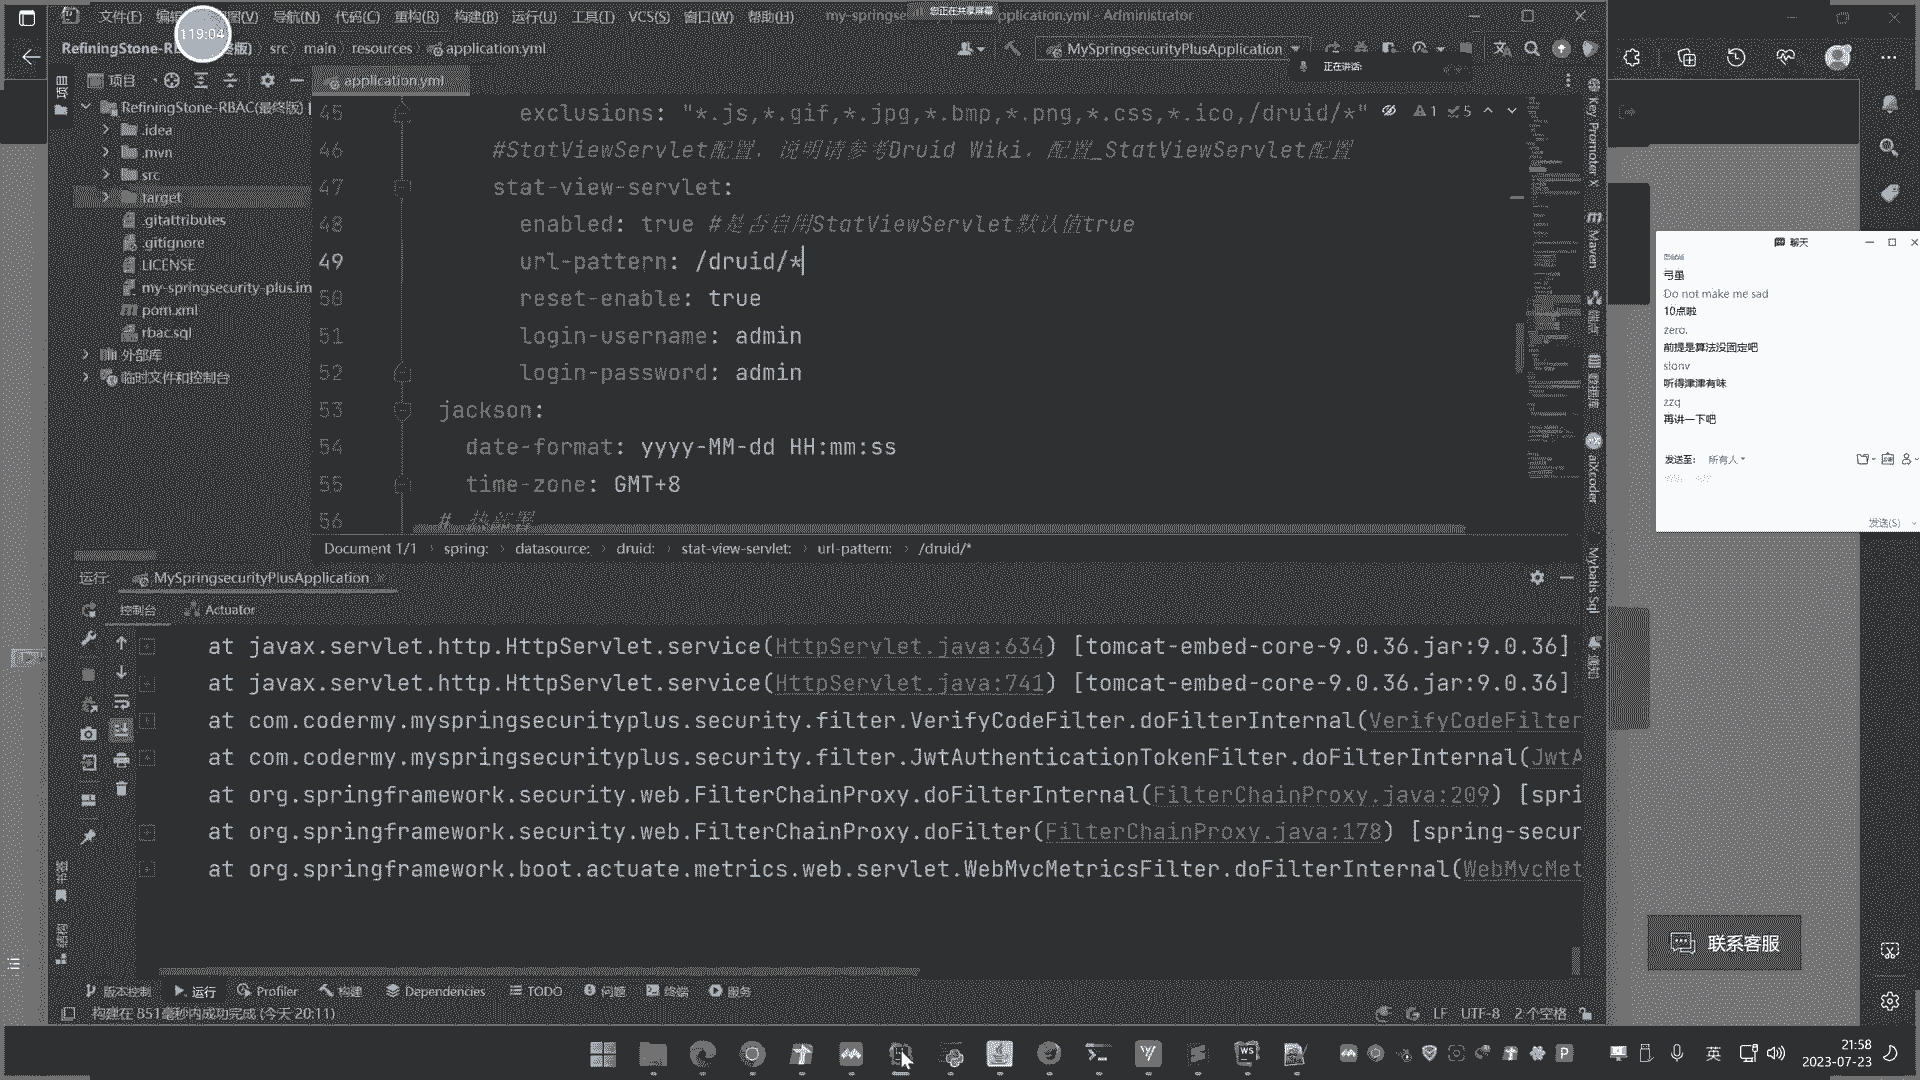 文件(F)
视图(V) 导航(N) 代码(C) 重构(R) 构建(B) 运行(U) 工具(T) VCS(S) 窗口(W) 帮助(H)
您正在共享屏幕
application.yml - Administrator
119:04
src main resources application.yml
MySpringsecurityPlusApplication
正在讲话:
项目
application.yml
RefiningStone-RBAC(最终版)
.idea
.mvn
src
target
.gitattributes
.gitignore
LICENSE
my-springsecurity-plus.im
pom.xml
rbac.sql
外部库
临时文件和控制台
45 exclusions: "*.js,*.gif,*.jpg,*.bmp,*.png,*.css,*.ico,/druid/*"
1 5
46 #StatViewServlet配置，说明请参考Druid Wiki，配置_StatViewServlet配置
47 stat-view-servlet:
48 enabled: true #是否启用StatViewServlet默认值true
49 url-pattern: /druid/*
50 reset-enable: true
51 login-username: admin
52 login-password: admin
53 jackson:
54 date-format: yyyy-MM-dd HH:mm:ss
55 time-zone: GMT+8
56 # 热部署
Document 1/1 spring: datasource: druid: stat-view-servlet: url-pattern: /druid/*
Key Promoter X
Maven
数据库
aiXcoder
Mybatis Sql
通知
聊天
弓墨
Do not make me sad
10点啦
zero.
前提是算法没固定吧
slonv
听得津津有味
zzq
再讲一下吧
发送至: 所有人
发送(S)
联系客服
运行: MySpringsecurityPlusApplication
控制台 Actuator
at javax.servlet.http.HttpServlet.service(HttpServlet.java:634) [tomcat-embed-core-9.0.36.jar:9.0.36]
at javax.servlet.http.HttpServlet.service(HttpServlet.java:741) [tomcat-embed-core-9.0.36.jar:9.0.36]
at com.codermy.myspringsecurityplus.security.filter.VerifyCodeFilter.doFilterInternal(VerifyCodeFilter
at com.codermy.myspringsecurityplus.security.filter.JwtAuthenticationTokenFilter.doFilterInternal(JwtA
at org.springframework.security.web.FilterChainProxy.doFilterInternal(FilterChainProxy.java:209) [spri
at org.springframework.security.web.FilterChainProxy.doFilter(FilterChainProxy.java:178) [spring-secur
at org.springframework.boot.actuate.metrics.web.servlet.WebMvcMetricsFilter.doFilterInternal(WebMvcMet
书签
结构
版本控制 运行 Profiler 构建 Dependencies TODO 问题 终端 服务
构建在 851毫秒内成功完成 (今天 20:11)
LF UTF-8 2 个空格
英
21:58
2023-07-23